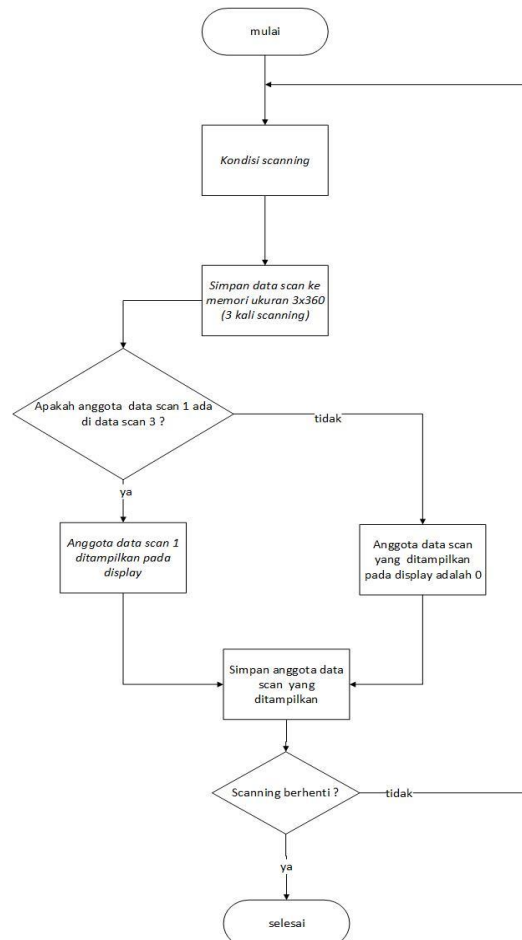 mulai
Kondisi scanning
Simpan data scan ke
memori ukuran 3x360
(3 kali scanning)
Apakah anggota data scan 1 ada
di data scan 3 ?
tidak
ya
Anggota data scan 1
ditampilkan pada
display
Anggota data scan
yang ditampilkan
pada display adalah 0
Simpan anggota data
scan yang
ditampilkan
Scanning berhenti ?
tidak
ya
selesai